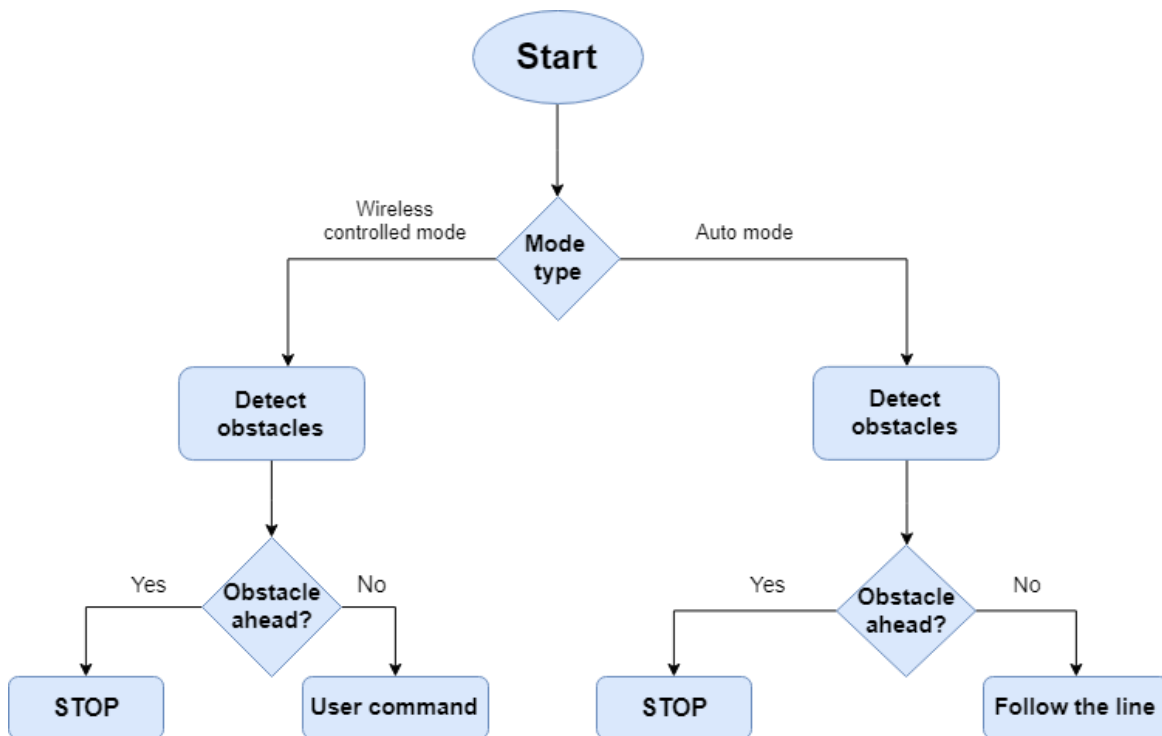 Start
Wireless
controlled mode
Auto mode
Mode
type
Detect
obstacles
Detect
obstacles
Yes
Obstacle
ahead?
No
Yes
Obstacle
ahead?
No
STOP
User command
STOP
Follow the line